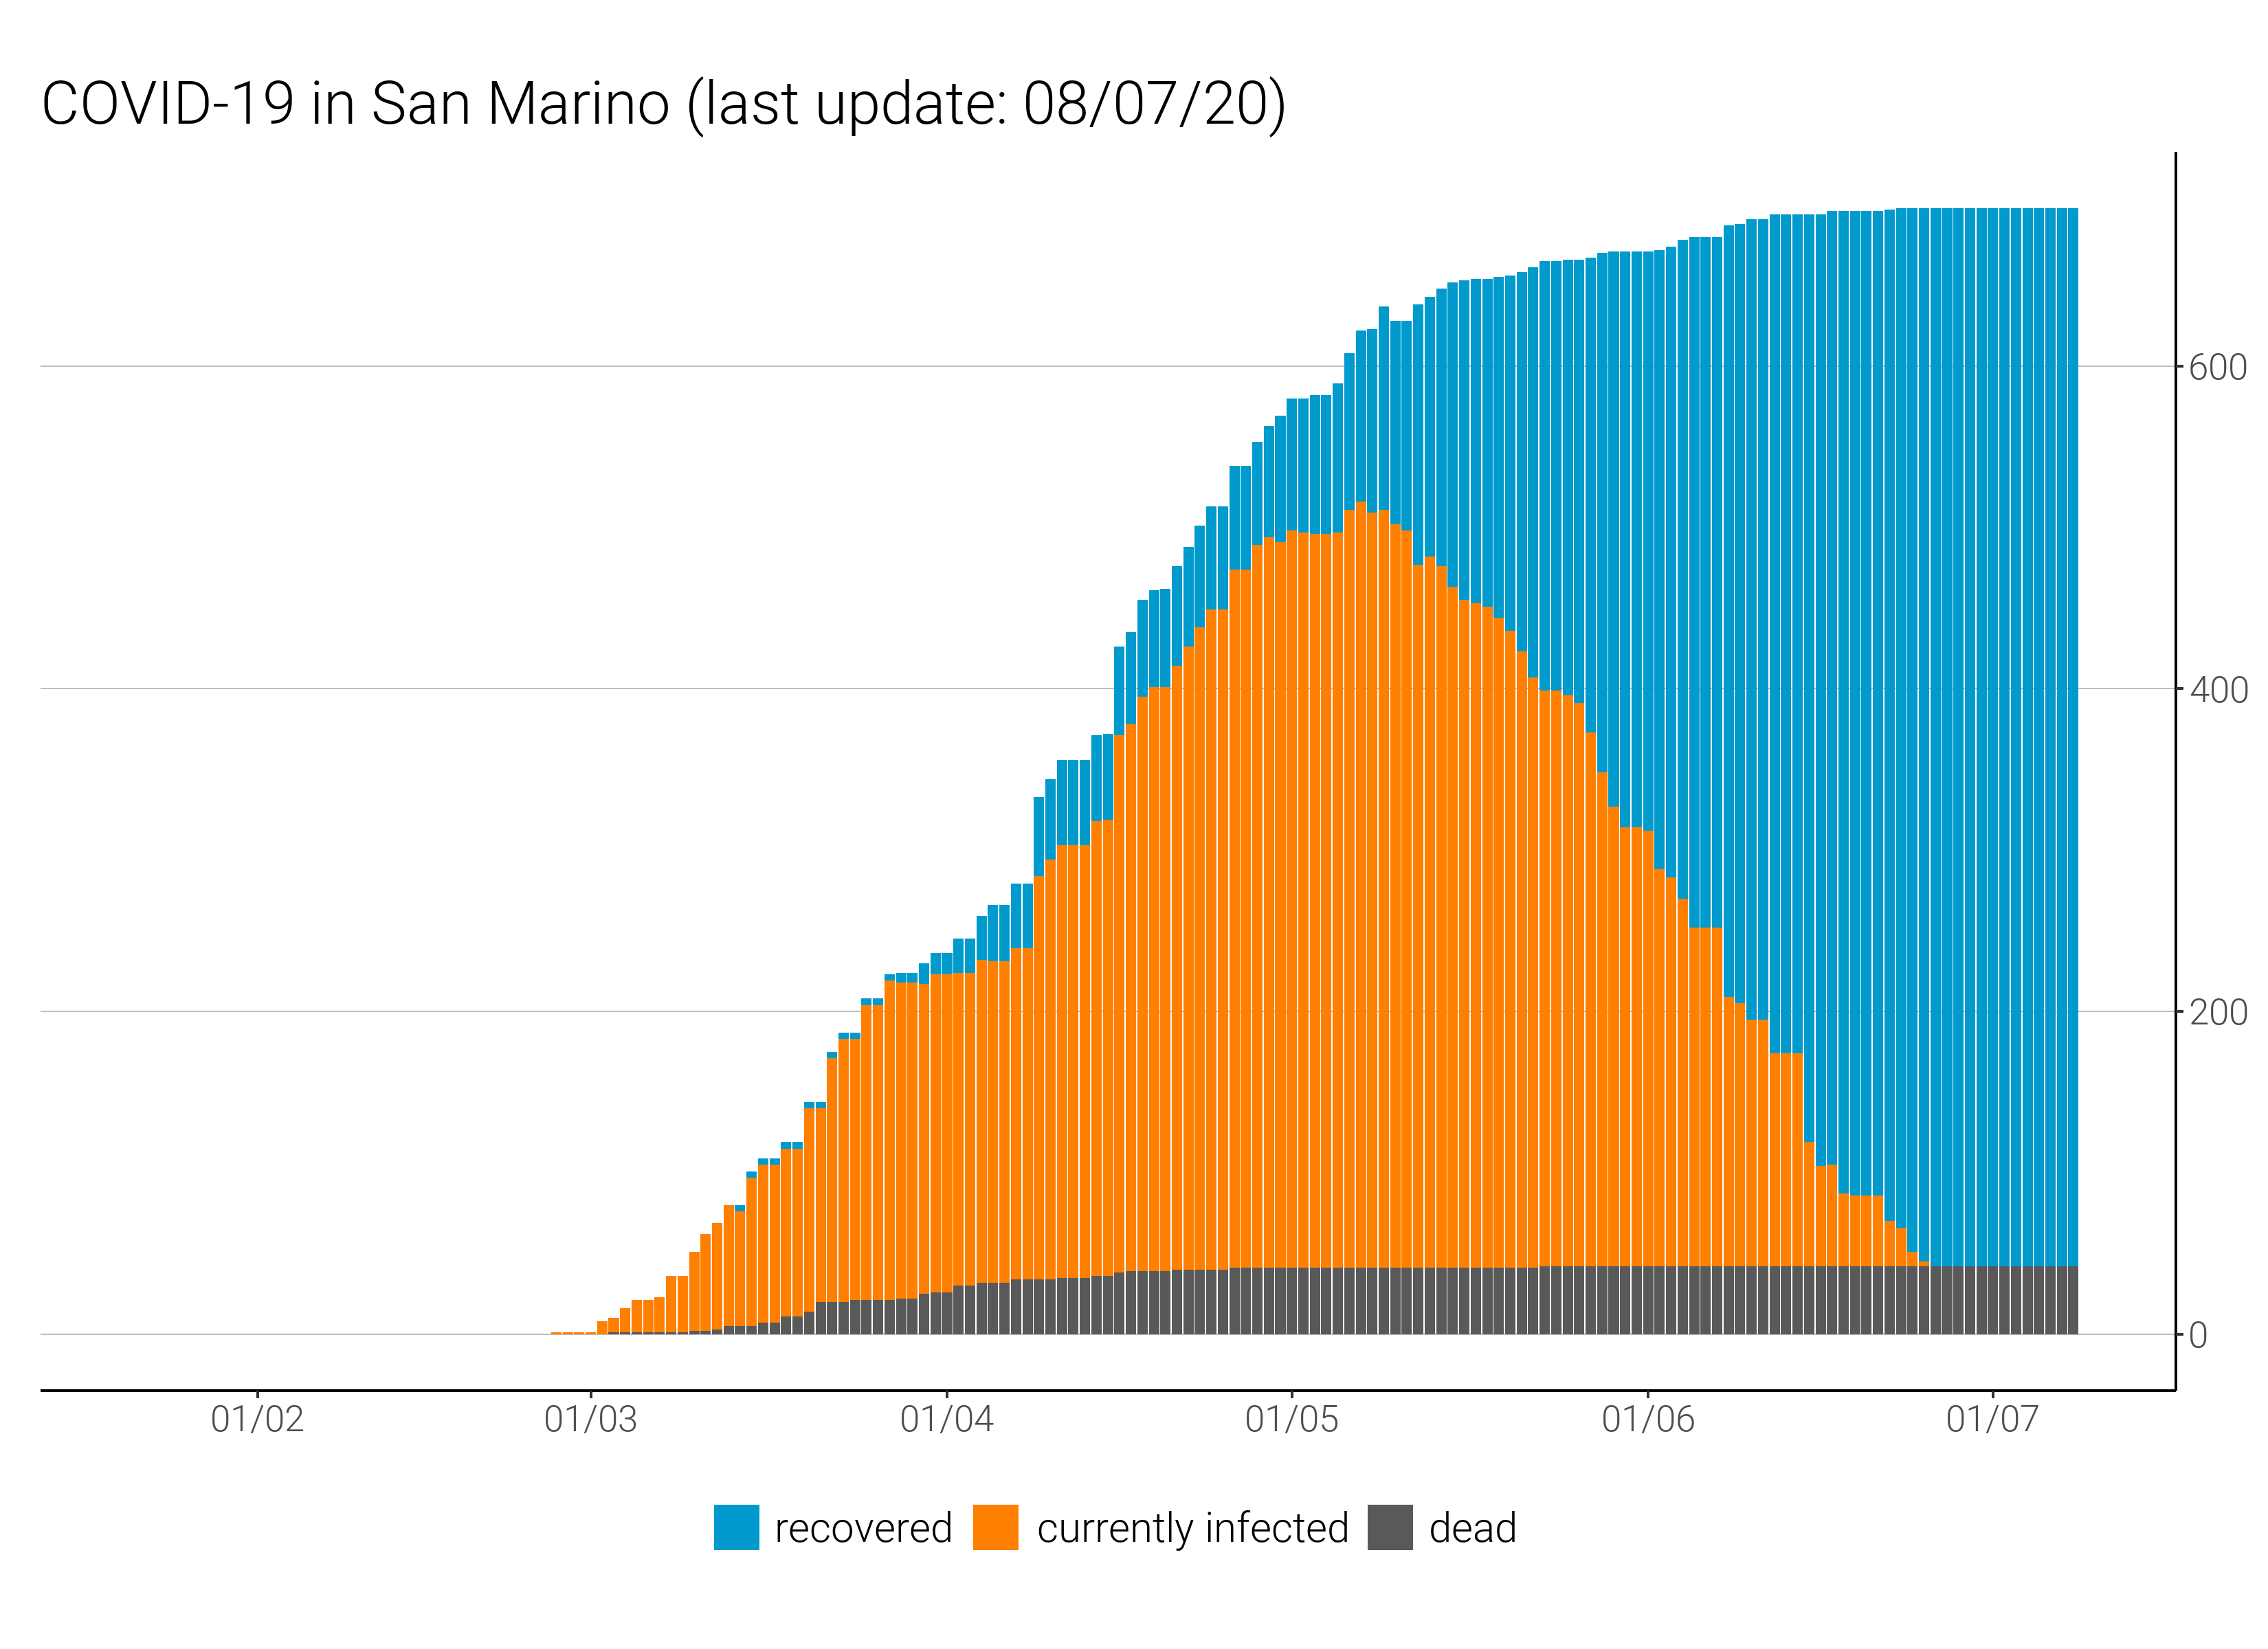 COVID-19 in San Marino (last update: 08/07/20)
600
400
200
0
01/02 01/03 01/04 01/05 01/06 01/07
recovered currently infected dead